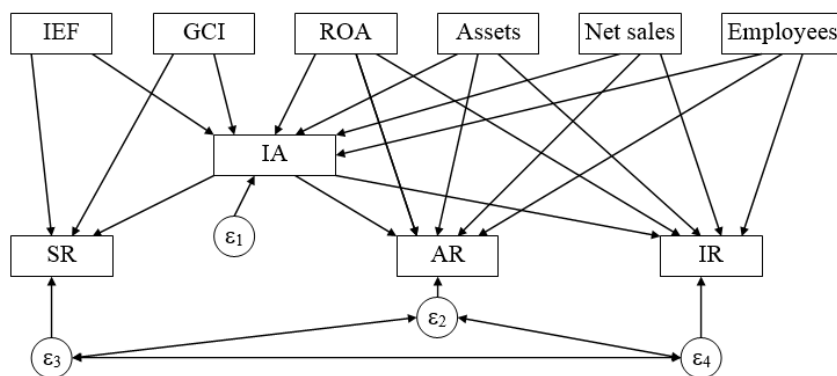 IEF GCI ROA Assets Net sales Employees
IA
ε1
SR AR IR
ε2
ε3 ε4